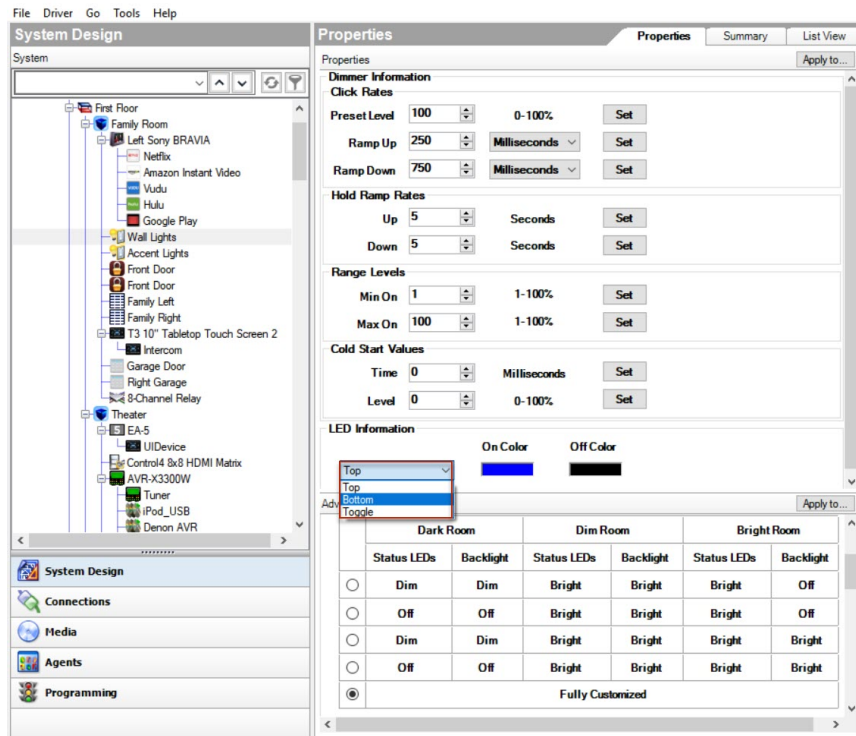 File Driver Go Tools Help
System Design
System
First Floor
Family Room
Left Sony BRAVIA
Netflix
Amazon Instant Video
Vudu
Hulu
Google Play
Wall Lights
Accent Lights
Front Door
Front Door
Family Left
Family Right
T3 10" Tabletop Touch Screen 2
Intercom
Garage Door
Right Garage
8-Channel Relay
Theater
EA-5
UIDevice
Control4 8x8 HDMI Matrix
AVR-X3300W
Tuner
iPod_USB
Denon AVR
System Design
Connections
Media
Agents
Programming
Properties Properties Summary List View
Properties Apply to...
Dimmer Information
Click Rates
Preset Level 100 0-100% Set
Ramp Up 250 Milliseconds Set
Ramp Down 750 Milliseconds Set
Hold Ramp Rates
Up 5 Seconds Set
Down 5 Seconds Set
Range Levels
Min On 1 1-100% Set
Max On 100 1-100% Set
Cold Start Values
Time 0 Milliseconds Set
Level 0 0-100% Set
LED Information
On Color Off Color
Top
Top
Bottom
Toggle
Adv Apply to...
Dark Room Dim Room Bright Room
Status LEDs Backlight Status LEDs Backlight Status LEDs Backlight
Dim Dim Bright Bright Bright Off
Off Off Bright Bright Bright Off
Dim Dim Bright Bright Bright Bright
Off Off Bright Bright Bright Bright
Fully Customized